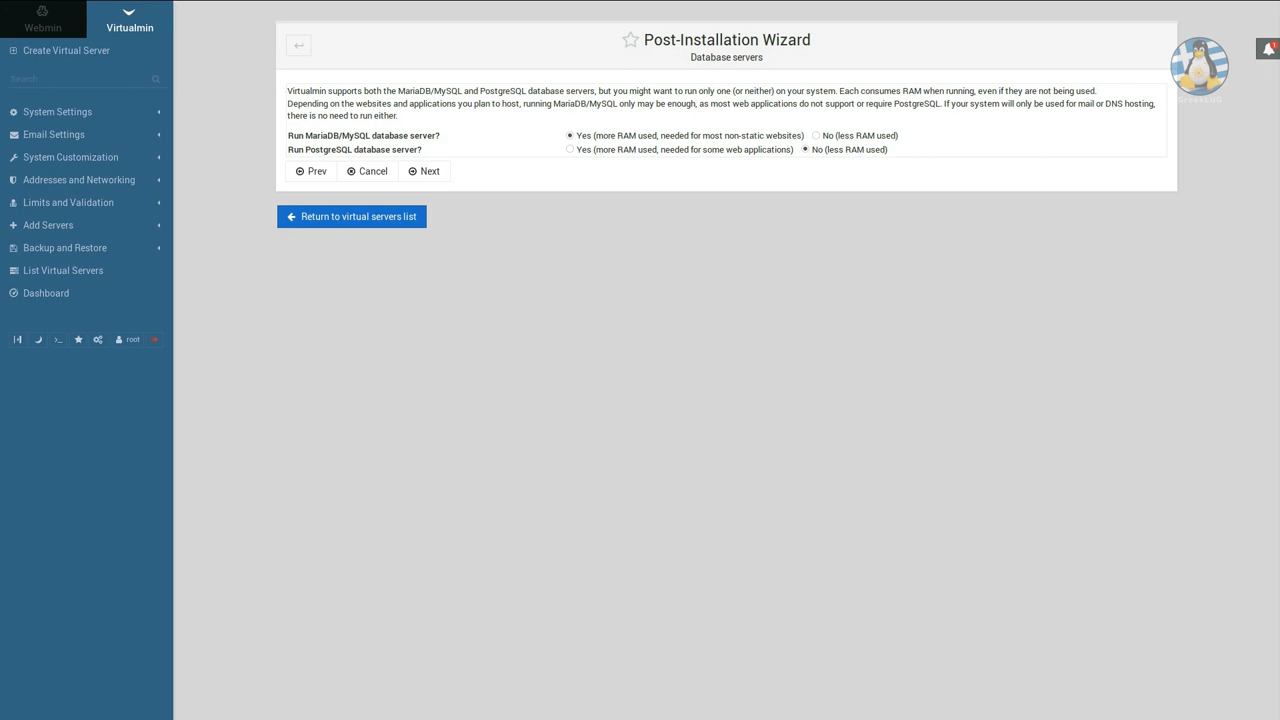 Webmin
Virtualmin
Create Virtual Server
Search
System Settings
Email Settings
System Customization
Addresses and Networking
Limits and Validation
Add Servers
Backup and Restore
List Virtual Servers
Dashboard
root
Post-Installation Wizard
Database servers
Virtualmin supports both the MariaDB/MySQL and PostgreSQL database servers, but you might want to run only one (or neither) on your system. Each consumes RAM when running, even if they are not being used.
Depending on the websites and applications you plan to host, running MariaDB/MySQL only may be enough, as most web applications do not support or require PostgreSQL. If your system will only be used for mail or DNS hosting,
there is no need to run either.
Run MariaDB/MySQL database server? Yes (more RAM used, needed for most non-static websites) No (less RAM used)
Run PostgreSQL database server? Yes (more RAM used, needed for some web applications) No (less RAM used)
Prev Cancel Next
Return to virtual servers list
GreekLUG
1